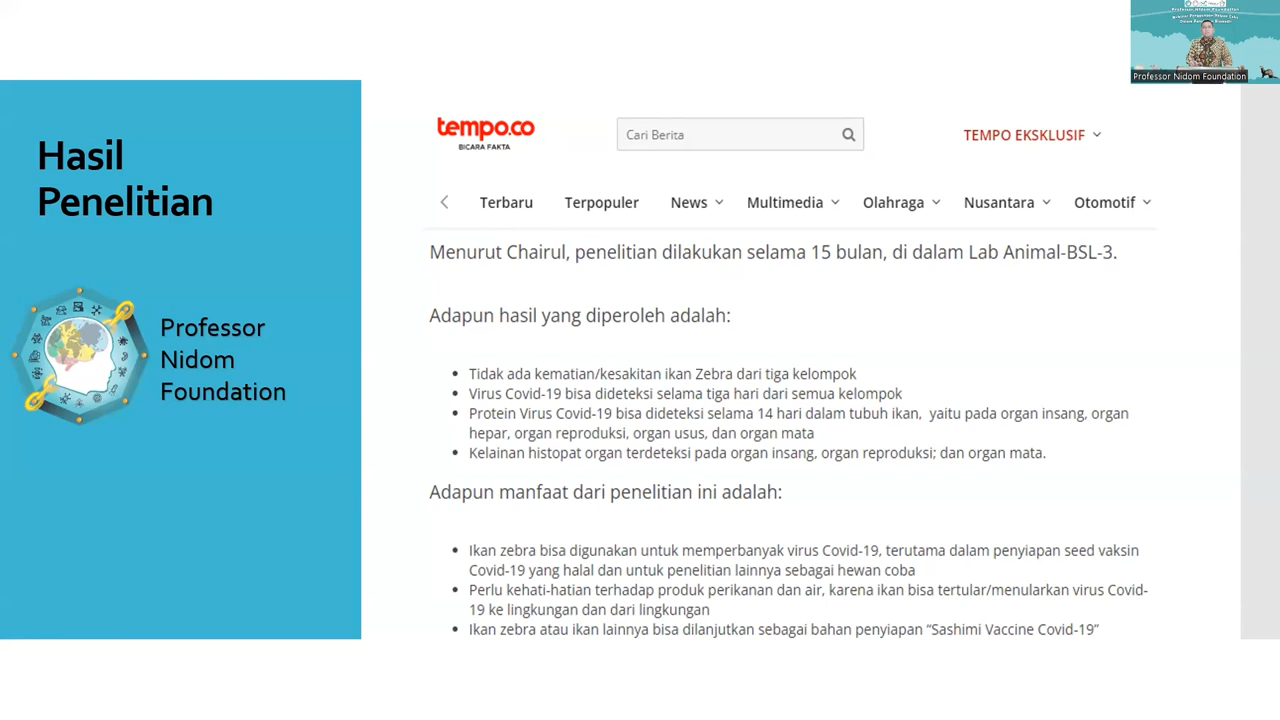 Professor Nidom Foundation
Professor Nidom Foundation
Hasil
Penelitian
Professor
Nidom
Foundation
tempo.co
BICARA FAKTA
Cari Berita
TEMPO EKSKLUSIF
Terbaru Terpopuler News Multimedia Olahraga Nusantara Otomotif
Menurut Chairul, penelitian dilakukan selama 15 bulan, di dalam Lab Animal-BSL-3.
Adapun hasil yang diperoleh adalah:
• Tidak ada kematian/kesakitan ikan Zebra dari tiga kelompok
• Virus Covid-19 bisa dideteksi selama tiga hari dari semua kelompok
• Protein Virus Covid-19 bisa dideteksi selama 14 hari dalam tubuh ikan, yaitu pada organ insang, organ
hepar, organ reproduksi, organ usus, dan organ mata
• Kelainan histopat organ terdeteksi pada organ insang, organ reproduksi; dan organ mata.
Adapun manfaat dari penelitian ini adalah:
• Ikan zebra bisa digunakan untuk memperbanyak virus Covid-19, terutama dalam penyiapan seed vaksin
Covid-19 yang halal dan untuk penelitian lainnya sebagai hewan coba
• Perlu kehati-hatian terhadap produk perikanan dan air, karena ikan bisa tertular/menularkan virus Covid-
19 ke lingkungan dan dari lingkungan
• Ikan zebra atau ikan lainnya bisa dilanjutkan sebagai bahan penyiapan “Sashimi Vaccine Covid-19”